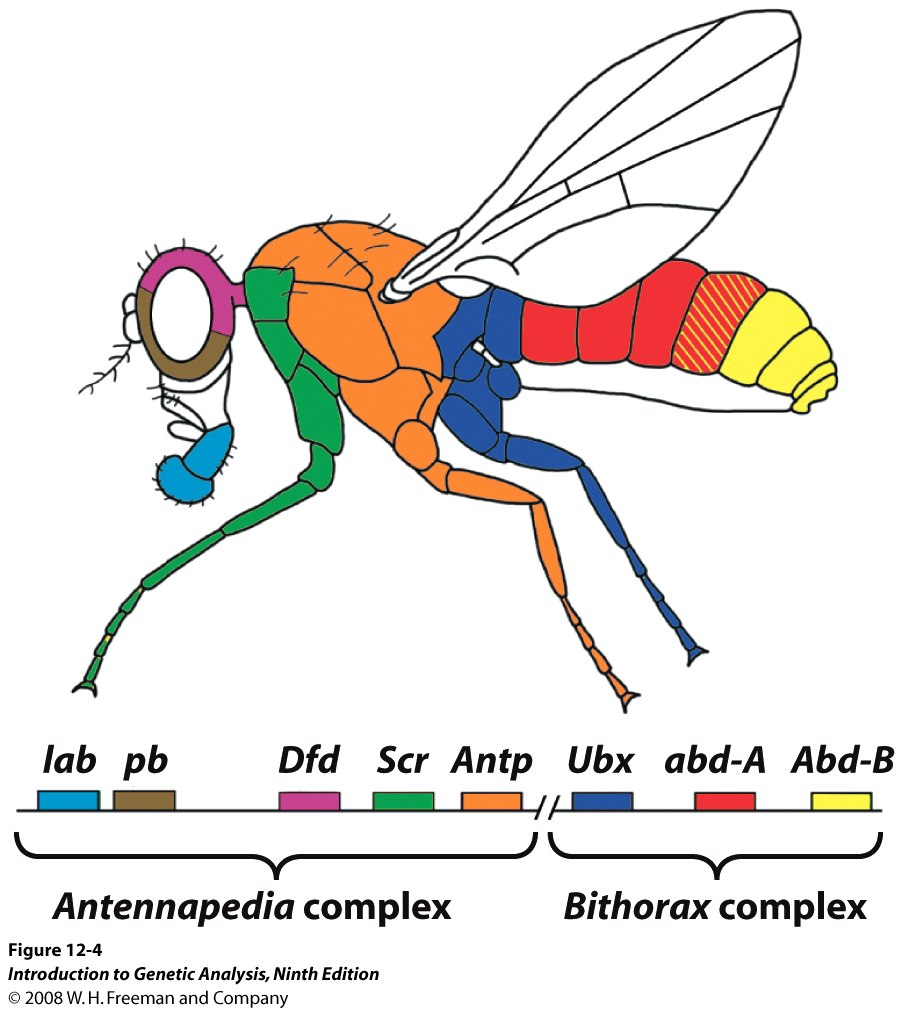 lab pb Dfd Scr Antp Ubx abd-A Abd-B
Antennapedia complex Bithorax complex
Figure 12-4
Introduction to Genetic Analysis, Ninth Edition
© 2008 W. H. Freeman and Company